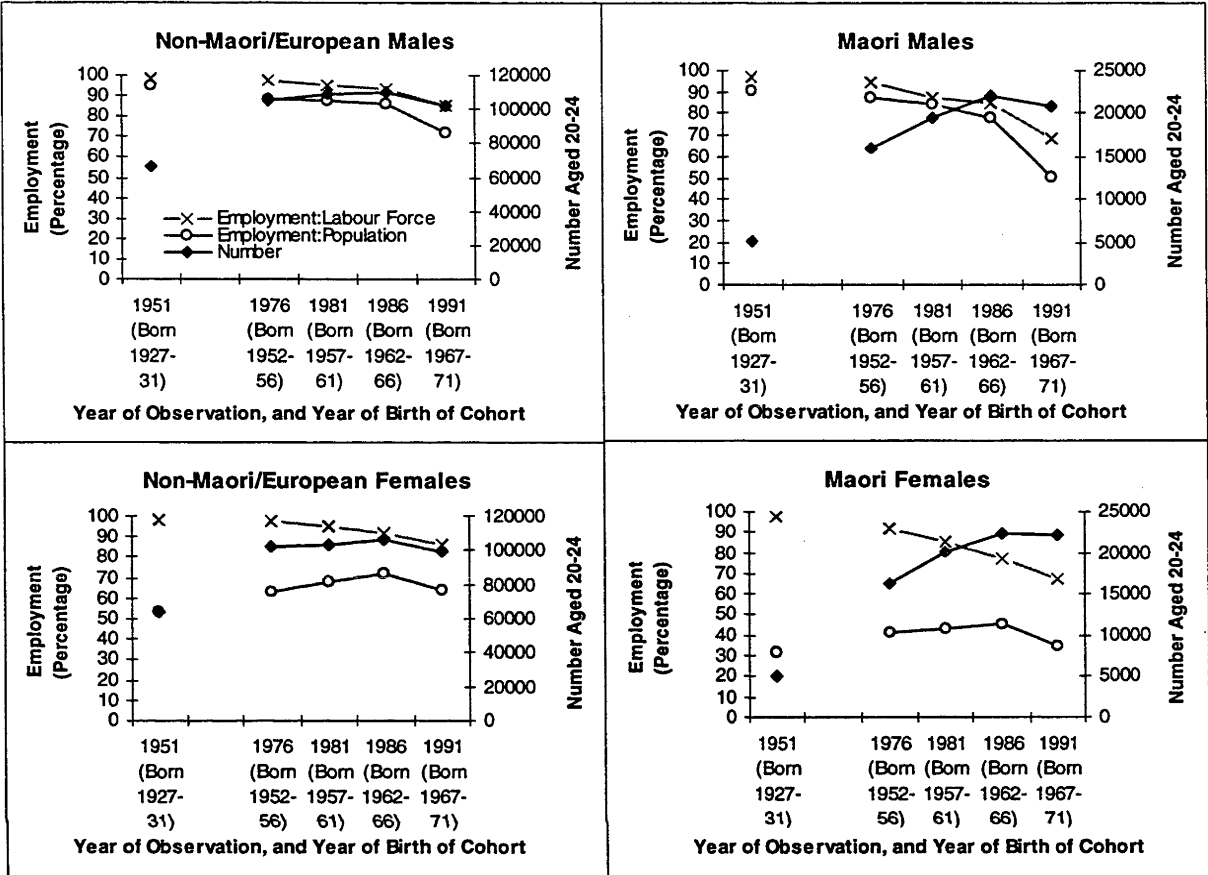 Non-Maori/European Males
100
90
80
70
60
50
40
30
20
10
0
Employment
(Percentage)
120000
100000
80000
60000
40000
20000
0
Number Aged 20-24
Employment:Labour Force
Employment:Population
Number
1951 1976 1981 1986 1991
(Born (Born (Born (Born (Born
1927- 1952- 1957- 1962- 1967-
31) 56) 61) 66) 71)
Year of Observation, and Year of Birth of Cohort
Maori Males
100
90
80
70
60
50
40
30
20
10
0
Employment
(Percentage)
25000
20000
15000
10000
5000
0
Number Aged 20-24
1951 1976 1981 1986 1991
(Born (Born (Born (Born (Born
1927- 1952- 1957- 1962- 1967-
31) 56) 61) 66) 71)
Year of Observation, and Year of Birth of Cohort
Non-Maori/European Females
100
90
80
70
60
50
40
30
20
10
0
Employment
(Percentage)
120000
100000
80000
60000
40000
20000
0
Number Aged 20-24
1951 1976 1981 1986 1991
(Born (Born (Born (Born (Born
1927- 1952- 1957- 1962- 1967-
31) 56) 61) 66) 71)
Year of Observation, and Year of Birth of Cohort
Maori Females
100
90
80
70
60
50
40
30
20
10
0
Employment
(Percentage)
25000
20000
15000
10000
5000
0
Number Aged 20-24
1951 1976 1981 1986 1991
(Born (Born (Born (Born (Born
1927- 1952- 1957- 1962- 1967-
31) 56) 61) 66) 71)
Year of Observation, and Year of Birth of Cohort